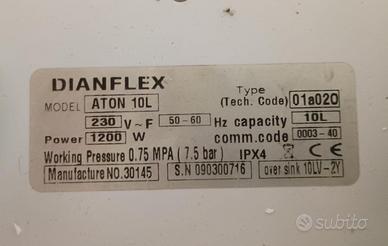 DIANFLEX
MODEL ATON 10L
Type (Tech. Code) 01a020
230 V~F 50-60 Hz capacity 10L
Power 1200 W comm.code 0003-40
Working Pressure 0.75 MPA ( 7.5 bar) IPX4 CE
Manufacture NO.30145 S.N 090300716 over sink 10LV-2Y
subito